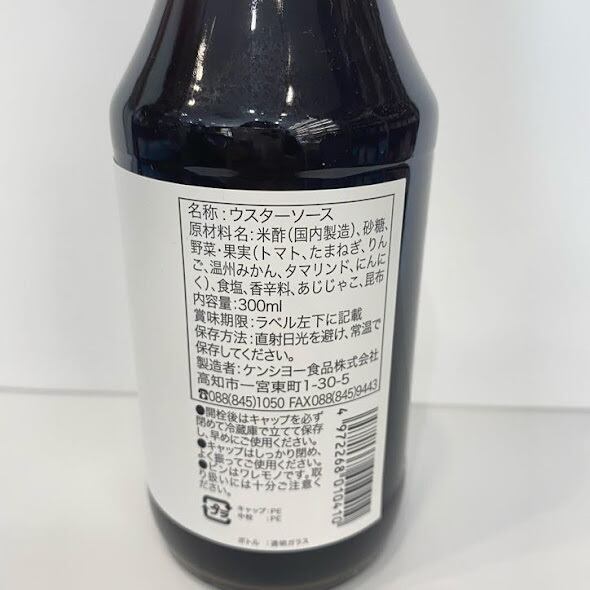 名称:ウスターソース
原材料名:米酢(国内製造)、砂糖、
野菜・果実(トマト、たまねぎ、りん
ご、温州みかん、タマリンド、にんに
く)、食塩、香辛料、あじじゃこ、昆布
内容量:300ml
賞味期限:ラベル左下に記載
保存方法:直射日光を避け、常温で
保存してください。
製造者:ケンシヨー食品株式会社
高知市一宮東町1-30-5
☎088(845)1050 FAX088(845)9443
●開栓後はキャップを必ず
閉めて冷蔵庫で立てて保存
し、早めにご使用ください。
●キャップはしっかり閉め、
よく振ってご使用ください。
●ビンはワレモノです。取
り扱いには十分ご注意くだ
さい。
タラ
キャップ:PE
中栓 :PE
ボトル :透明ガラス
4972268010410